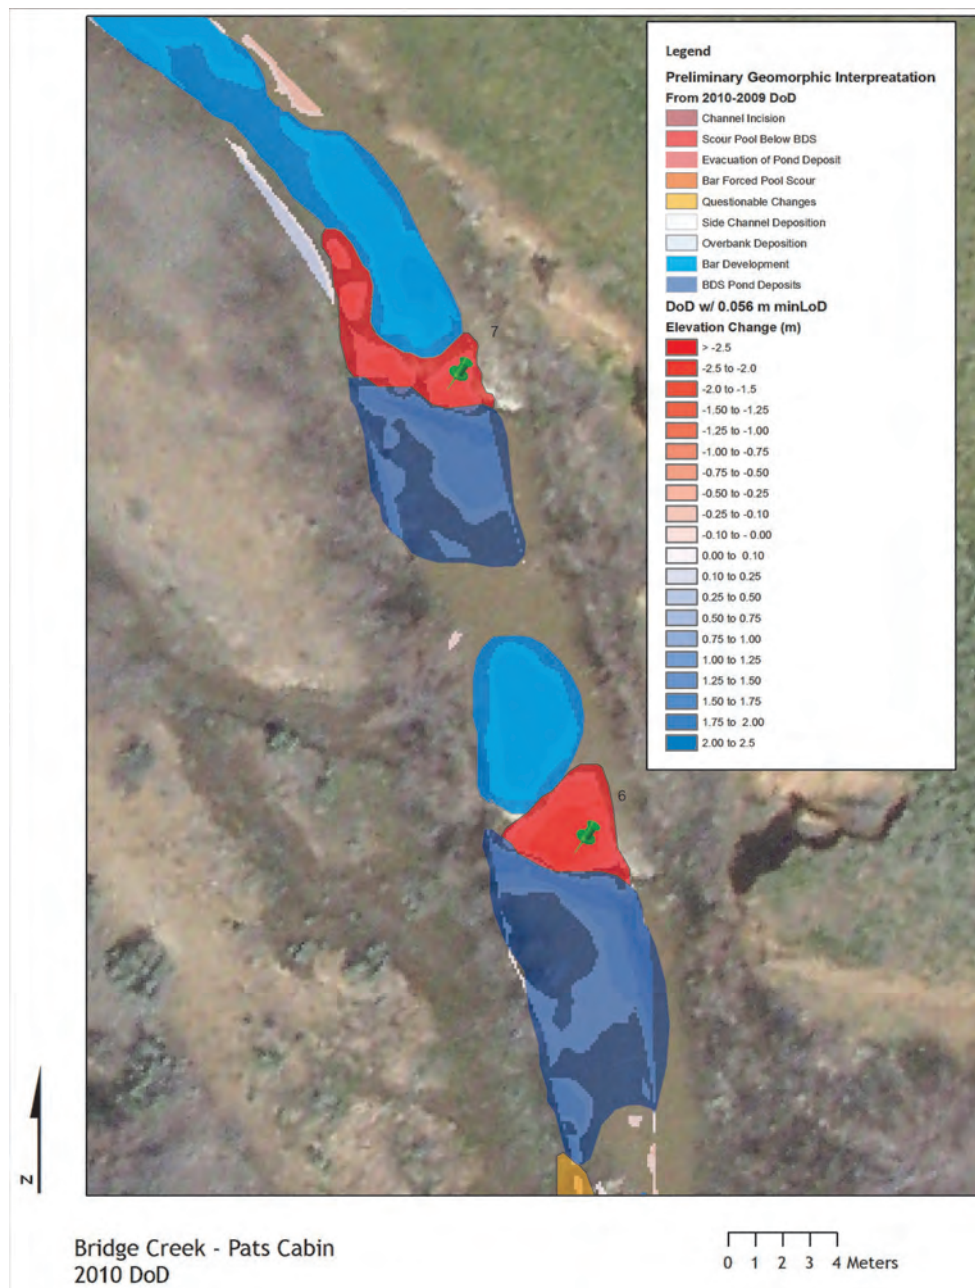 Legend
Preliminary Geomorphic Interpreatation
From 2010-2009 DoD
Channel Incision
Scour Pool Below BDS
Evacuation of Pond Deposit
Bar Forced Pool Scour
Questionable Changes
Side Channel Deposition
Overbank Deposition
Bar Development
BDS Pond Deposits
DoD w/ 0.056 m minLoD
Elevation Change (m)
> -2.5
-2.5 to -2.0
-2.0 to -1.5
-1.50 to -1.25
-1.25 to -1.00
-1.00 to -0.75
-0.75 to -0.50
-0.50 to -0.25
-0.25 to -0.10
-0.10 to - 0.00
0.00 to 0.10
0.10 to 0.25
0.25 to 0.50
0.50 to 0.75
0.75 to 1.00
1.00 to 1.25
1.25 to 1.50
1.50 to 1.75
1.75 to 2.00
2.00 to 2.5
7
6
N
Bridge Creek - Pats Cabin
2010 DoD
0 1 2 3 4 Meters